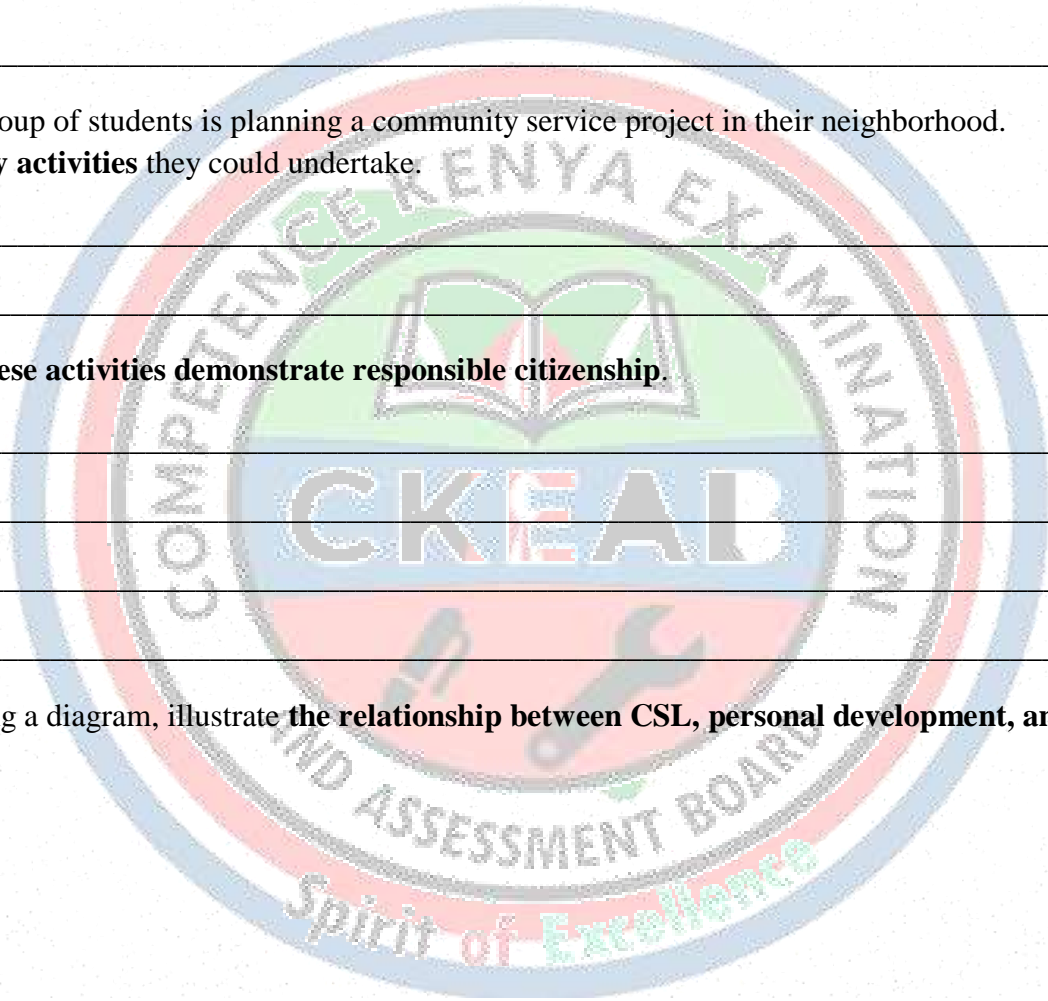 oup of students is planning a community service project in their neighborhood.
y activities they could undertake.
COMPETENCE KENYA EXAMINATION
ese activities demonstrate responsible citizenship.
CKEAB
g a diagram, illustrate the relationship between CSL, personal development, an
AND ASSESSMENT BOARD
Spirit of Excellence